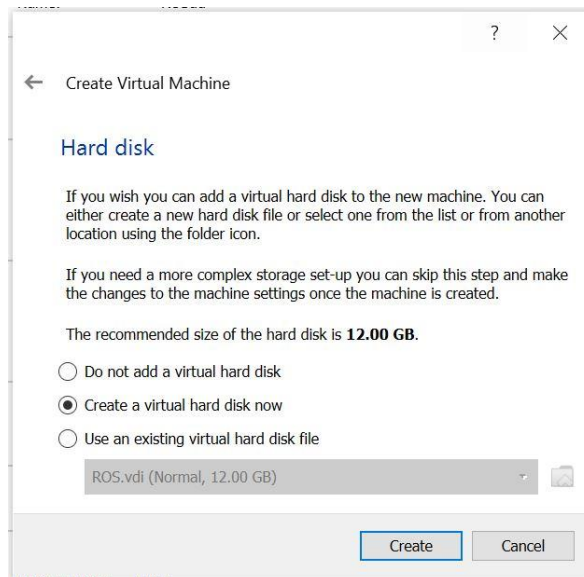 ?
Create Virtual Machine
Hard disk
If you wish you can add a virtual hard disk to the new machine. You can
either create a new hard disk file or select one from the list or from another
location using the folder icon.
If you need a more complex storage set-up you can skip this step and make
the changes to the machine settings once the machine is created.
The recommended size of the hard disk is 12.00 GB.
Do not add a virtual hard disk
Create a virtual hard disk now
Use an existing virtual hard disk file
ROS.vdi (Normal, 12.00 GB)
Create Cancel